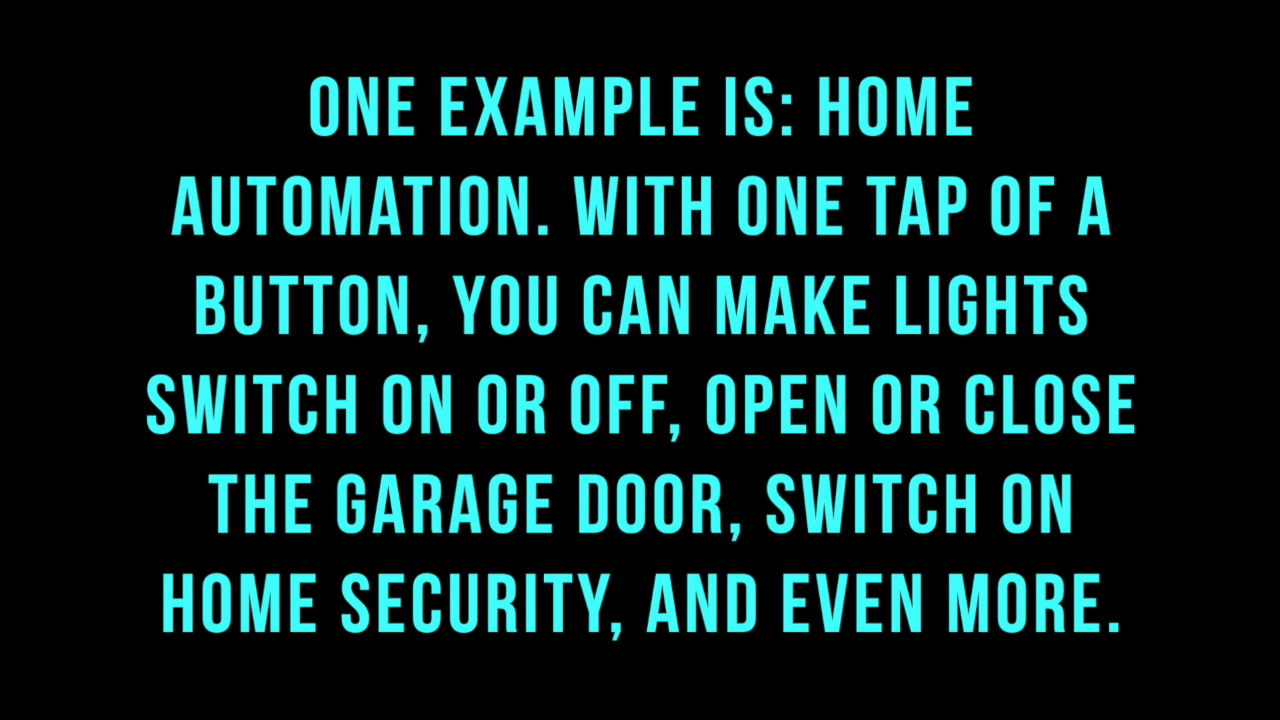 ONE EXAMPLE IS: HOME
AUTOMATION. WITH ONE TAP OF A
BUTTON, YOU CAN MAKE LIGHTS
SWITCH ON OR OFF, OPEN OR CLOSE
THE GARAGE DOOR, SWITCH ON
HOME SECURITY, AND EVEN MORE.